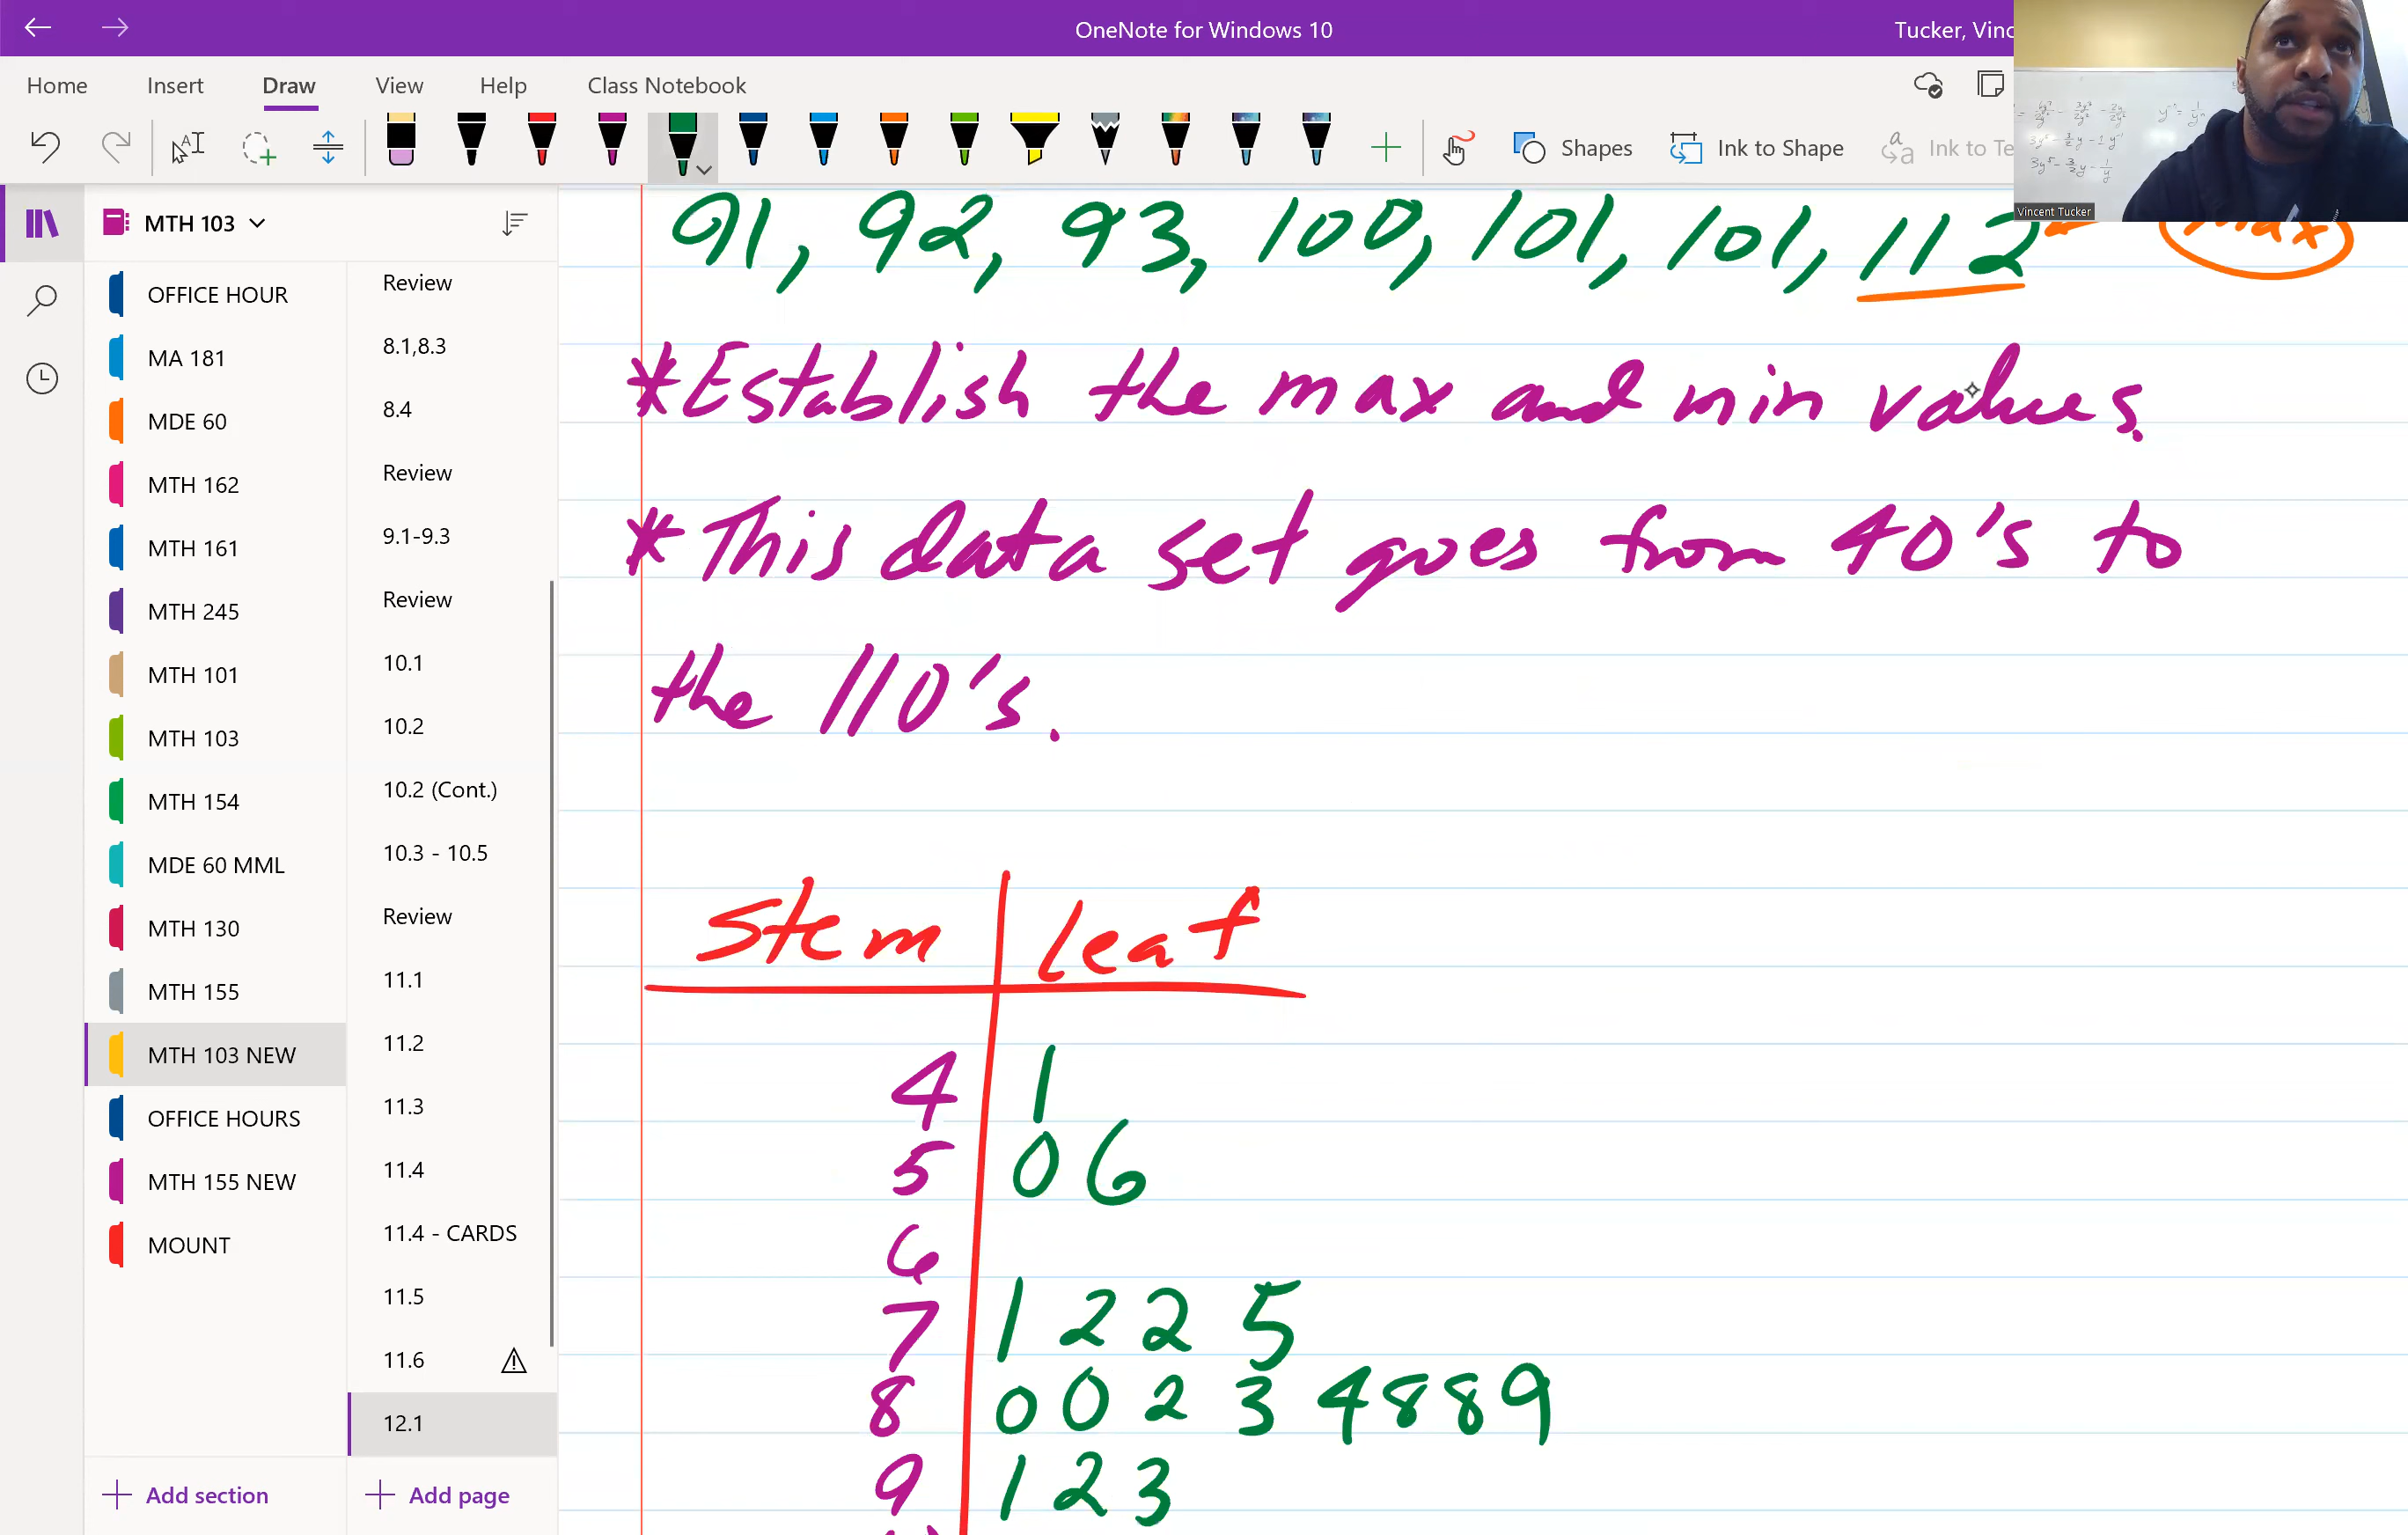 OneNote for Windows 10
Tucker, Vinc
Home Insert Draw View Help Class Notebook
Shapes Ink to Shape Ink to Te
Vincent Tucker
MTH 103
OFFICE HOUR
MA 181
MDE 60
MTH 162
MTH 161
MTH 245
MTH 101
MTH 103
MTH 154
MDE 60 MML
MTH 130
MTH 155
MTH 103 NEW
OFFICE HOURS
MTH 155 NEW
MOUNT
Add section
Review
8.1,8.3
8.4
Review
9.1-9.3
Review
10.1
10.2
10.2 (Cont.)
10.3 - 10.5
Review
11.1
11.2
11.3
11.4
11.4 - CARDS
11.5
11.6
12.1
Add page
91, 92, 93, 100, 101, 101, 112 max
*Establish the max and min values.
*This data set goes from 40's to
the 110's.
Stem leaf
4 1
5 0 6
6
7 1 2 2 5
8 0 0 2 3 4 8 8 9
9 1 2 3